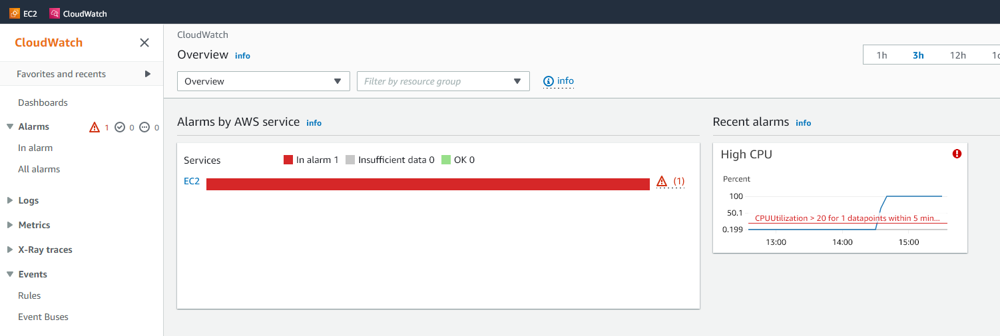 EC2 CloudWatch
CloudWatch
Favorites and recents
Dashboards
Alarms 1 0 0
In alarm
All alarms
Logs
Metrics
X-Ray traces
Events
Rules
Event Buses
CloudWatch
Overview info
1h 3h 12h
Overview
Filter by resource group
info
Alarms by AWS service info
Services
In alarm 1 Insufficient data 0 OK 0
EC2 (1)
Recent alarms info
High CPU
Percent
100
50.1
CPUUtilization > 20 for 1 datapoints within 5 min...
0.199
13:00 14:00 15:00